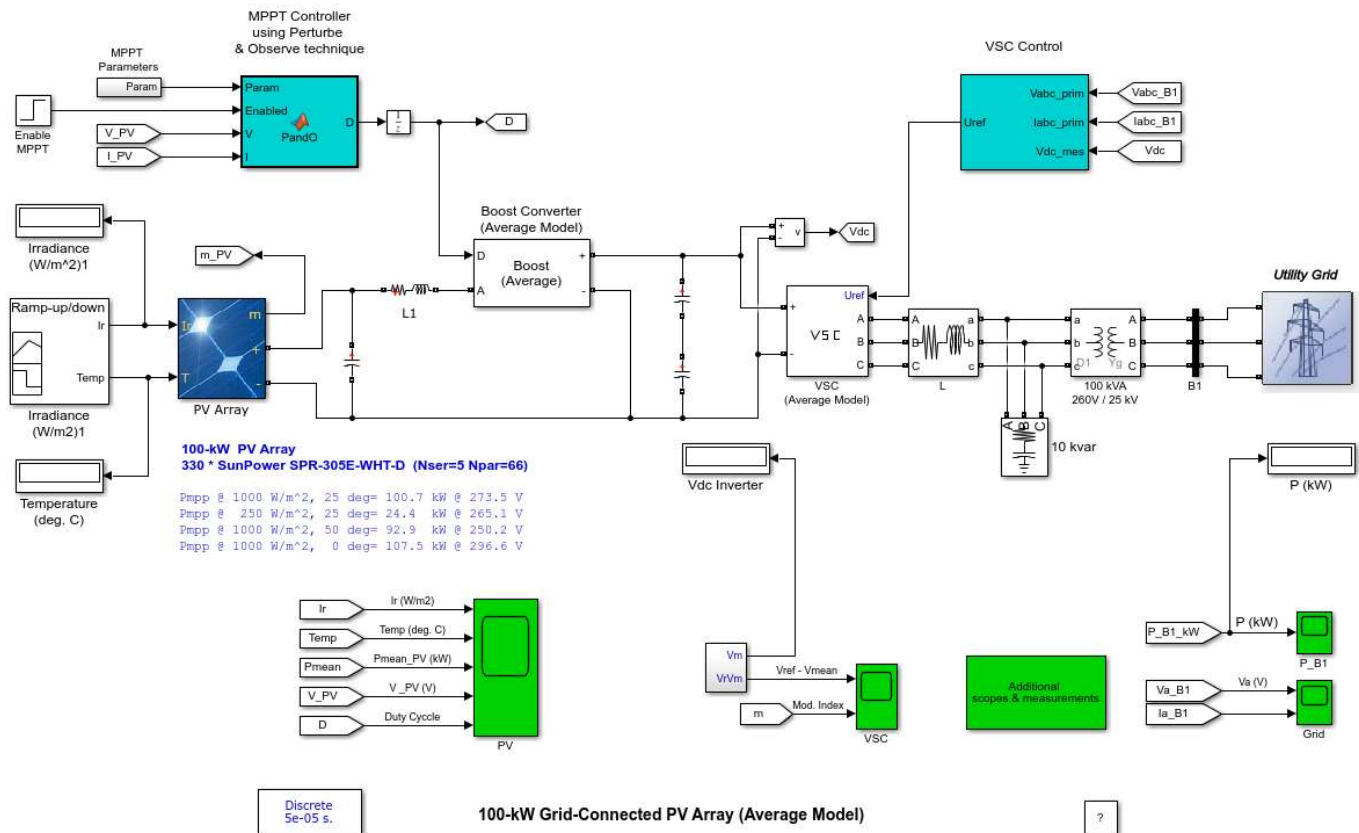 MPPT Controller
using Perturbe
& Observe technique
MPPT
Parameters
Param
Enable
MPPT
V_PV
I_PV
Param
Enabled
V
I
D
PandO
1
z
D
VSC Control
Uref
Vabc_prim
Iabc_prim
Vdc_mes
Vabc_B1
Iabc_B1
Vdc
Irradiance
(W/m^2)1
m_PV
Boost Converter
(Average Model)
D
A
Boost
(Average)
+
-
+
-
v
Vdc
Ramp-up/down
Ir
Temp
Irradiance
(W/m2)1
Ir
T
m
+
-
PV Array
L1
Uref
+
-
VSC
A
B
C
VSC
(Average Model)
A
B
C
a
b
c
L
a
b
c
D1
Yg
A
B
C
100 kVA
260V / 25 kV
B1
Utility Grid
A
B
C
10 kvar
Temperature
(deg. C)
100-kW PV Array
330 * SunPower SPR-305E-WHT-D (Nser=5 Npar=66)
Pmpp @ 1000 W/m^2, 25 deg= 100.7 kW @ 273.5 V
Pmpp @ 250 W/m^2, 25 deg= 24.4 kW @ 265.1 V
Pmpp @ 1000 W/m^2, 50 deg= 92.9 kW @ 250.2 V
Pmpp @ 1000 W/m^2, 0 deg= 107.5 kW @ 296.6 V
Vdc Inverter
P (kW)
Ir
Ir (W/m2)
Temp
Temp (deg. C)
Pmean
Pmean_PV (kW)
V_PV
V _PV (V)
D
Duty Cyccle
PV
Vm
VrVm
Vref - Vmean
m
Mod. Index
VSC
Additional
scopes & measurements
P_B1_kW
P (kW)
P_B1
Va_B1
Va (V)
Ia_B1
Grid
Discrete
5e-05 s.
100-kW Grid-Connected PV Array (Average Model)
?